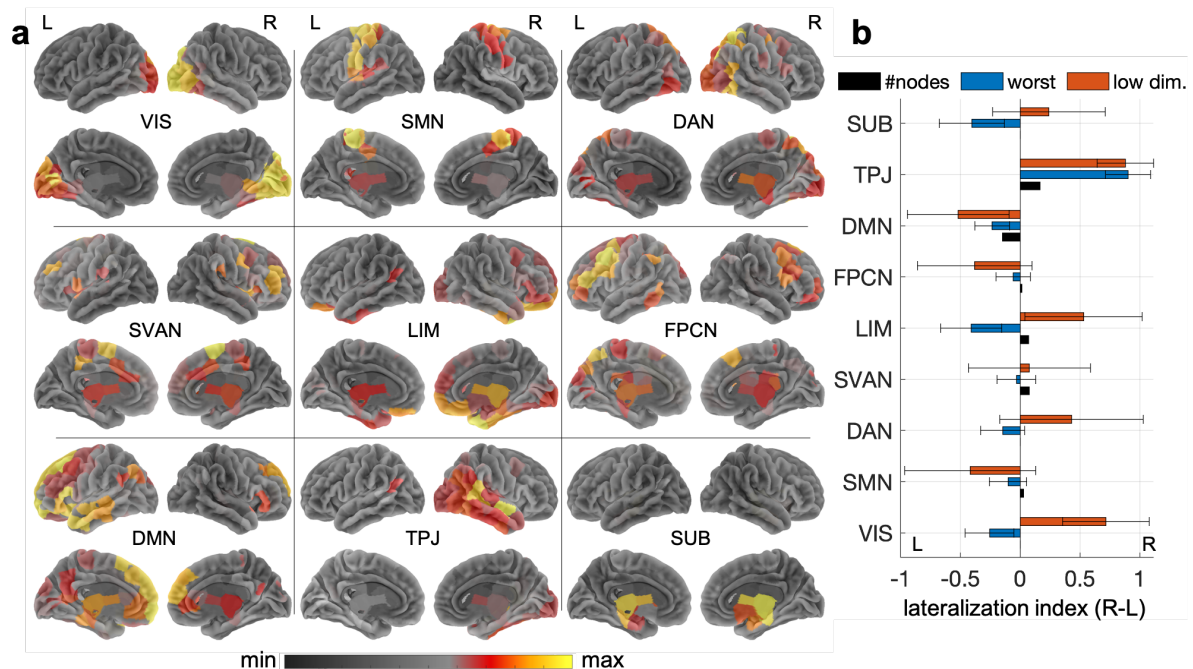 a
L R L R L R
VIS SMN DAN
SVAN LIM FPCN
DMN TPJ SUB
min max
b
#nodes worst low dim.
SUB
TPJ
DMN
FPCN
LIM
SVAN
DAN
SMN
VIS
L R
-1 -0.5 0 0.5 1
lateralization index (R-L)